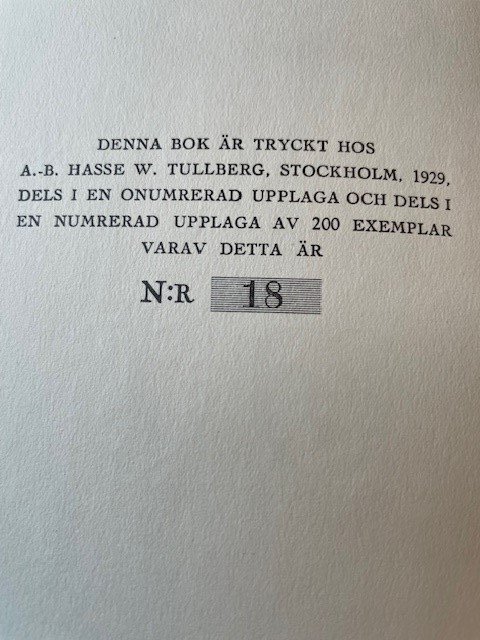 DENNA BOK ÄR TRYCKT HOS
A.-B. HASSE W. TULLBERG, STOCKHOLM, 1929,
DELS I EN ONUMRERAD UPPLAGA OCH DELS I
EN NUMRERAD UPPLAGA AV 200 EXEMPLAR
VARAV DETTA ÄR
N:R 18